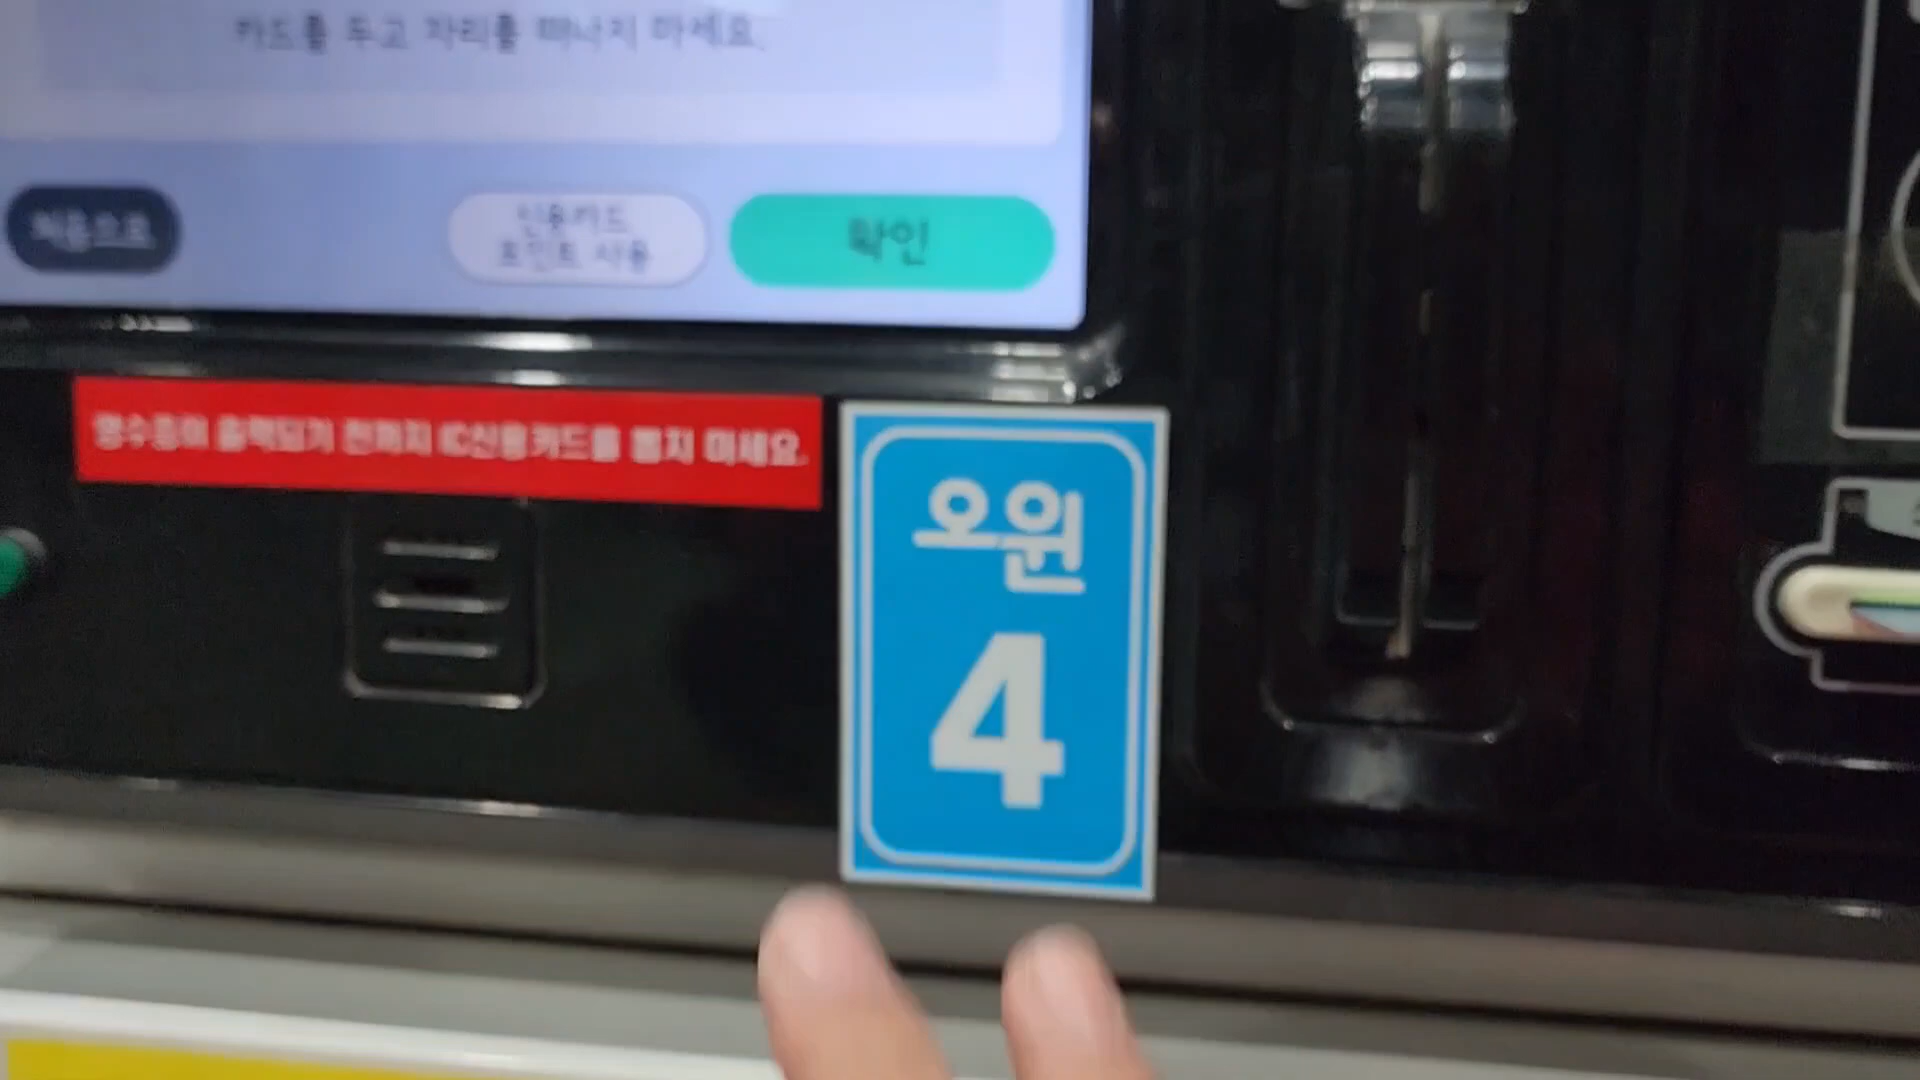 카드를 두고 자리를 떠나지 마세요.
처음으로
신용카드
포인트 사용
확인
영수증이 출력되기 전까지 IC신용카드를 뽑지 마세요.
오원
4